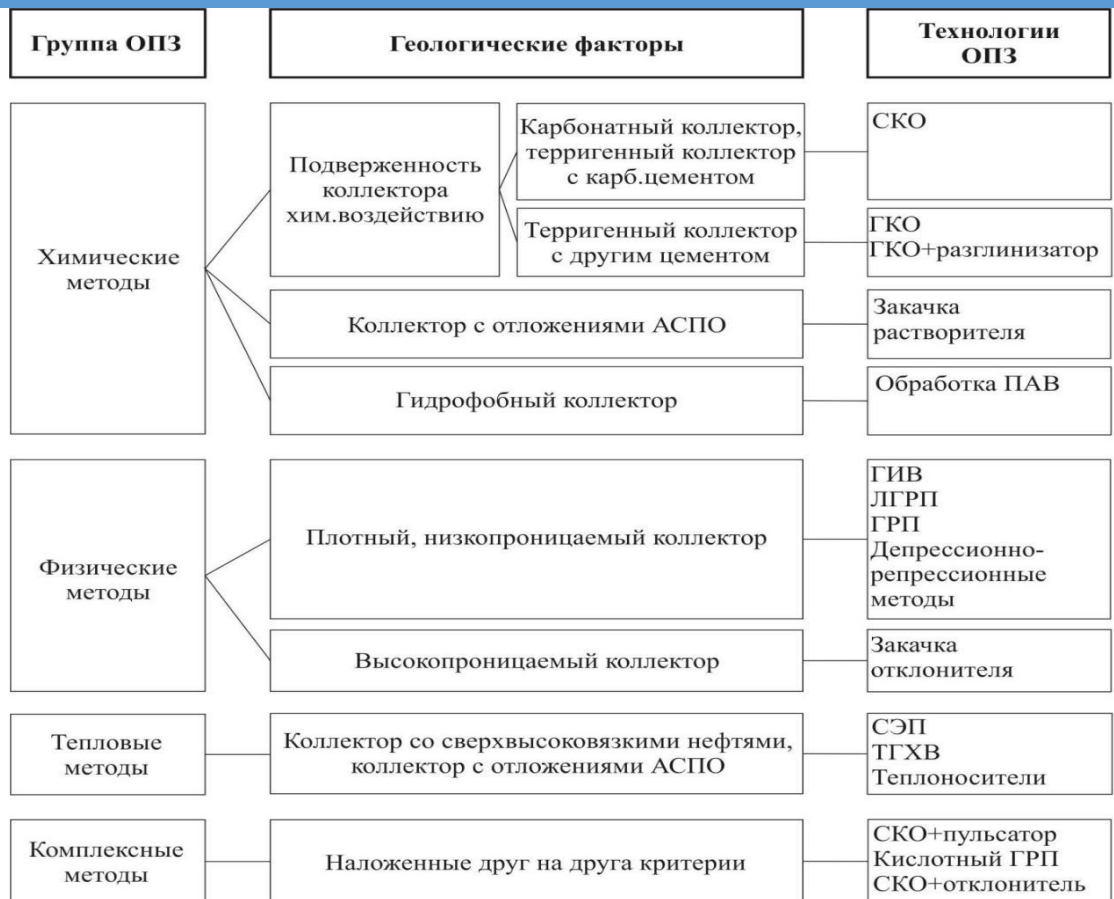 Группа ОПЗ
Геологические факторы
Технологии
ОПЗ
Химические
методы
Подверженность
коллектора
хим.воздействию
Карбонатный коллектор,
терригенный коллектор
с карб.цементом
СКО
Терригенный коллектор
с другим цементом
ГКО
ГКО+разглинизатор
Коллектор с отложениями АСПО
Закачка
растворителя
Гидрофобный коллектор
Обработка ПАВ
Физические
методы
Плотный, низкопроницаемый коллектор
ГИВ
ЛГРП
ГРП
Депрессионно-
репрессионные
методы
Высокопроницаемый коллектор
Закачка
отклонителя
Тепловые
методы
Коллектор со сверхвысоковязкими нефтями,
коллектор с отложениями АСПО
СЭП
ТГХВ
Теплоносители
Комплексные
методы
Наложенные друг на друга критерии
СКО+пульсатор
Кислотный ГРП
СКО+отклонитель